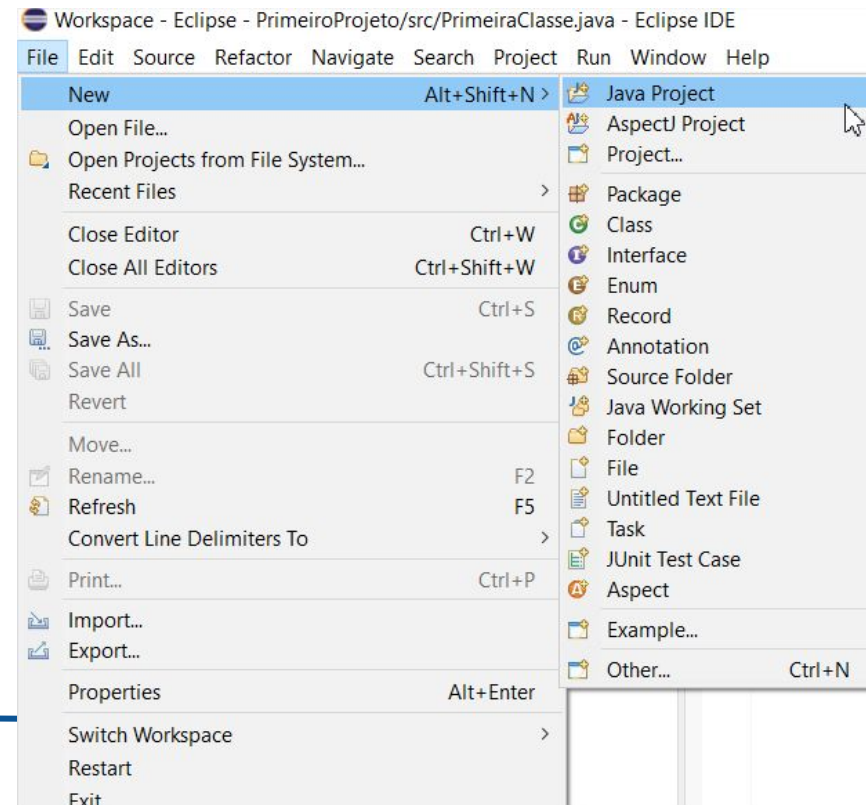 Workspace - Eclipse - PrimeiroProjeto/src/PrimeiraClasse.java - Eclipse IDE
File Edit Source Refactor Navigate Search Project Run Window Help
New Alt+Shift+N >
Open File...
Open Projects from File System...
Recent Files >
Close Editor Ctrl+W
Close All Editors Ctrl+Shift+W
Save Ctrl+S
Save As...
Save All Ctrl+Shift+S
Revert
Move...
Rename... F2
Refresh F5
Convert Line Delimiters To >
Print... Ctrl+P
Import...
Export...
Properties Alt+Enter
Switch Workspace >
Restart
Exit
Java Project
AspectJ Project
Project...
Package
Class
Interface
Enum
Record
Annotation
Source Folder
Java Working Set
Folder
File
Untitled Text File
Task
JUnit Test Case
Aspect
Example...
Other... Ctrl+N